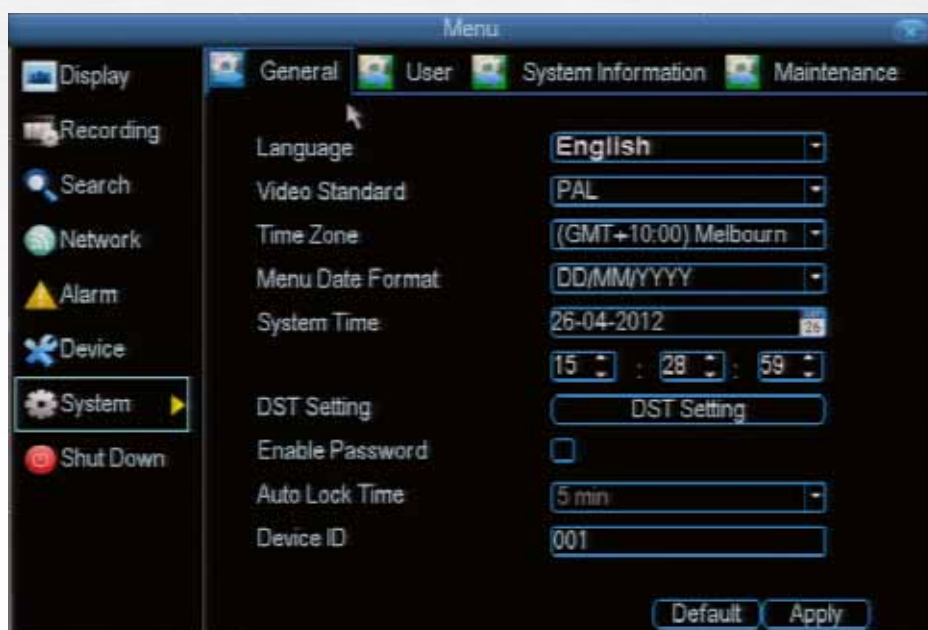 Menu
Display
Recording
Search
Network
Alarm
Device
System
Shut Down
General User System Information Maintenance
Language English
Video Standard PAL
Time Zone (GMT+10:00) Melbourn
Menu Date Format DD/MM/YYYY
System Time 26-04-2012
26
15 : 28 : 59
DST Setting DST Setting
Enable Password
Auto Lock Time 5 min
Device ID 001
Default Apply